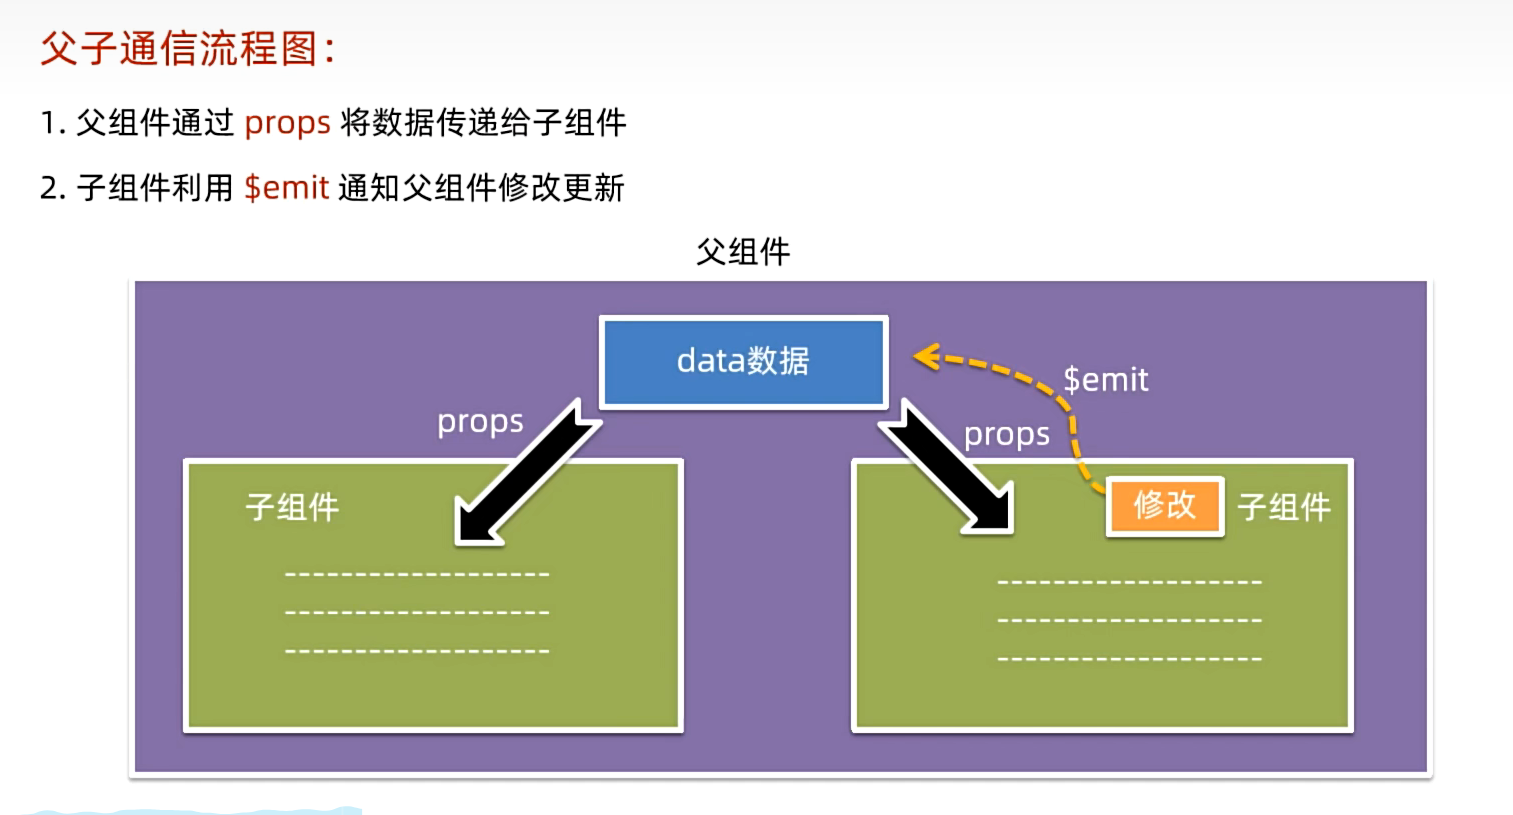 父子通信流程图：
1. 父组件通过 props 将数据传递给子组件
2. 子组件利用 $emit 通知父组件修改更新
父组件
data数据
$emit
props
props
子组件
修改
子组件